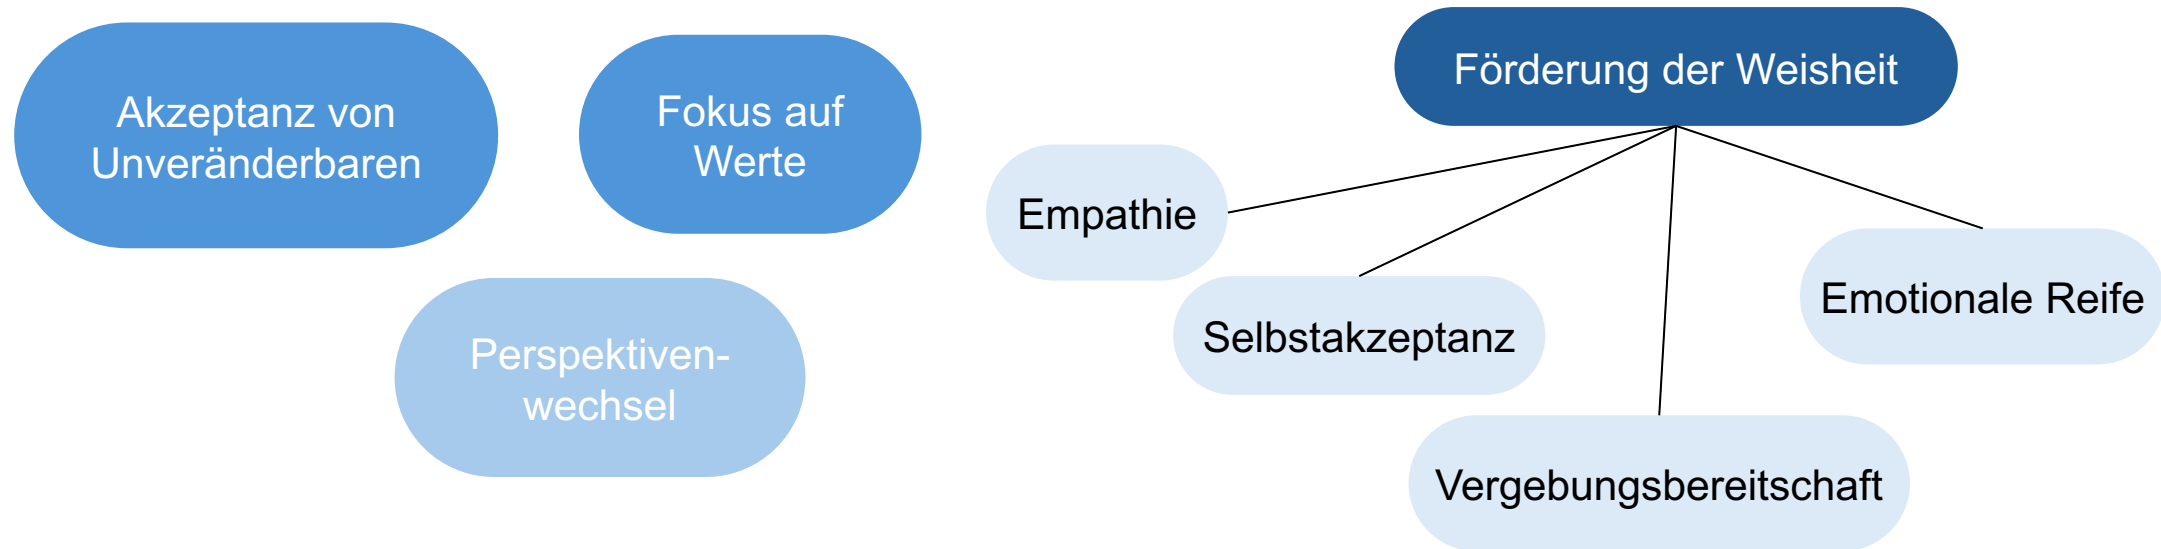 Akzeptanz von
Unveränderbaren
Fokus auf
Werte
Perspektiven-
wechsel
Förderung der Weisheit
Empathie
Selbstakzeptanz
Vergebungsbereitschaft
Emotionale Reife